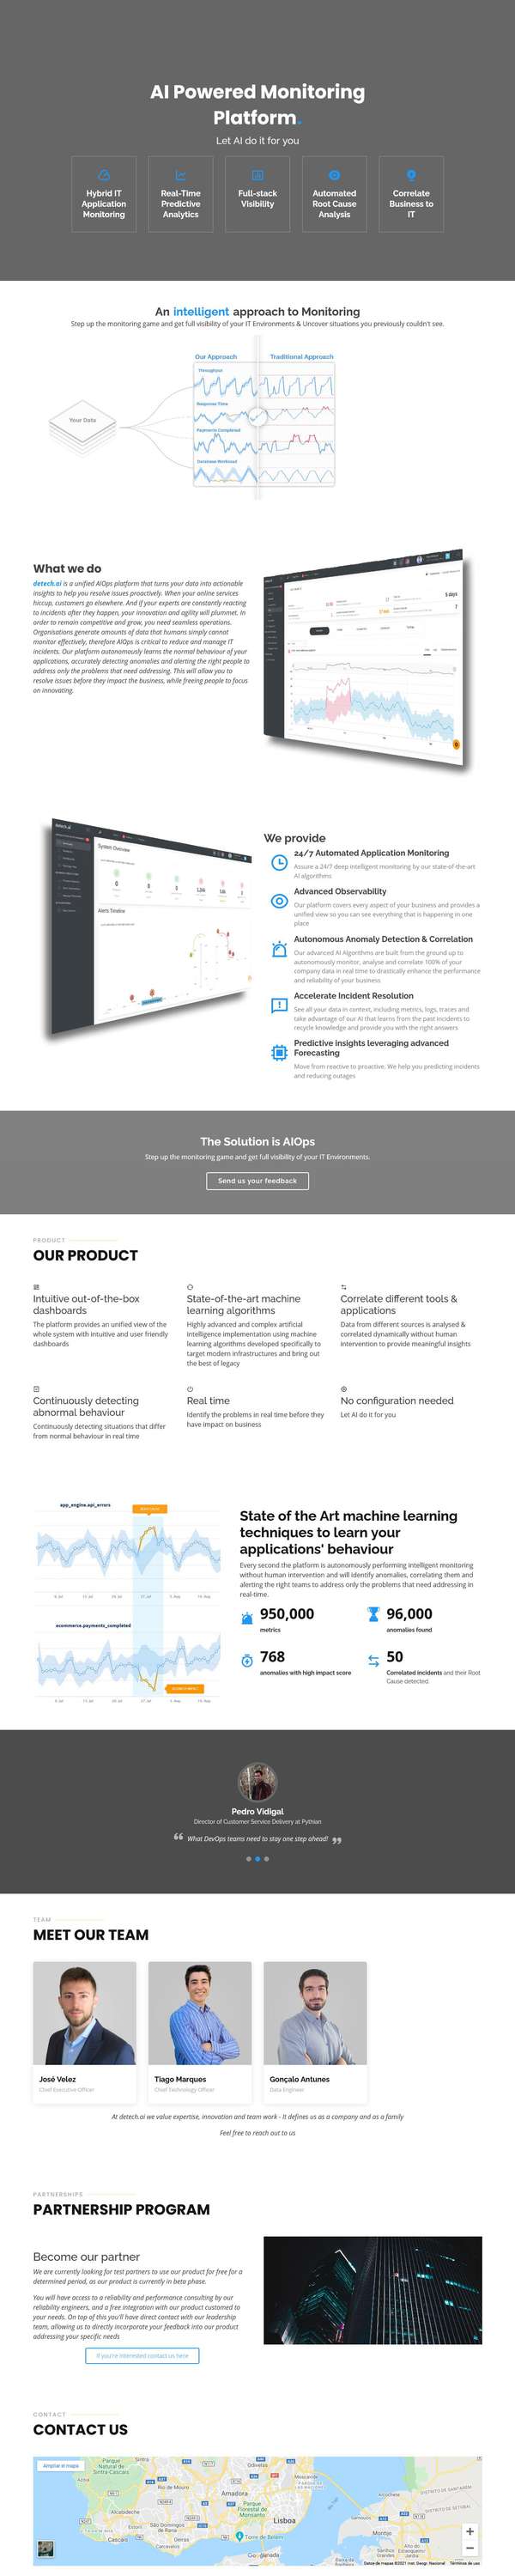 AI Powered Monitoring
Platform.
Let AI do it for you
Hybrid IT
Application
Monitoring
Real-Time
Predictive
Analytics
Full-stack
Visibility
Automated
Root Cause
Analysis
Correlate
Business to
IT
An intelligent approach to Monitoring
Step up the monitoring game and get full visibility of your IT Environments & Uncover situations you previously couldn't see.
Our Approach
Traditional Approach
Throughput
Response Time
Payments Completed
Database Workload
Your Data
What we do
detech.ai is a unified AIOps platform that turns your data into actionable
insights to help you resolve issues proactively. When your online services
hiccup, customers go elsewhere. And if your experts are constantly reacting
to incidents after they happen, your innovation and agility will plummet. In
order to remain competitive and grow, you need seamless operations.
Organisations generate amounts of data that humans simply cannot
monitor effectively, therefore AIOps is critical to reduce and manage IT
incidents. Our platform autonomously learns the normal behaviour of your
applications, accurately detecting anomalies and alerting the right people to
address only the problems that need addressing. This will allow you to
resolve issues before they impact the business, while freeing people to focus
on innovating.
5 days
7
detech.ai
System Overview
Alerts Timeline
We provide
24/7 Automated Application Monitoring
Assure a 24/7 deep intelligent monitoring by our state-of-the-art
AI algorithms
Advanced Observability
Our platform covers every aspect of your business and provides a
unified view so you can see everything that is happening in one
place
Autonomous Anomaly Detection & Correlation
Our advanced AI Algorithms are built from the ground up to
autonomously monitor, analyse and correlate 100% of your
company data in real time to drastically enhance the performance
and reliability of your business
Accelerate Incident Resolution
See all your data in context, including metrics, logs, traces and
take advantage of our AI that learns from the past incidents to
recycle knowledge and provide you with the right answers
Predictive insights leveraging advanced
Forecasting
Move from reactive to proactive. We help you predicting incidents
and reducing outages
The Solution is AIOps
Step up the monitoring game and get full visibility of your IT Environments.
Send us your feedback
PRODUCT
OUR PRODUCT
Intuitive out-of-the-box
dashboards
The platform provides an unified view of the
whole system with intuitive and user friendly
dashboards
State-of-the-art machine
learning algorithms
Highly advanced and complex artificial
intelligence implementation using machine
learning algorithms developed specifically to
target modern infrastructures and bring out
the best of legacy
Correlate different tools &
applications
Data from different sources is analysed &
correlated dynamically without human
intervention to provide meaningful insights
Continuously detecting
abnormal behaviour
Continuously detecting situations that differ
from normal behaviour in real time
Real time
Identify the problems in real time before they
have impact on business
No configuration needed
Let AI do it for you
app_engine.api_errors
ecommerce.payments_completed
State of the Art machine learning
techniques to learn your
applications' behaviour
Every second the platform is autonomously performing intelligent monitoring
without human intervention and will identify anomalies, correlating them and
alerting the right teams to address only the problems that need addressing in
real-time.
950,000
metrics
96,000
anomalies found
768
anomalies with high impact score
50
Correlated incidents and their Root
Cause detected
Pedro Vidigal
Director of Customer Service Delivery at Pythian
What DevOps teams need to stay one step ahead!
TEAM
MEET OUR TEAM
José Velez
Chief Executive Officer
Tiago Marques
Chief Technology Officer
Gonçalo Antunes
Data Engineer
At detech.ai we value expertise, innovation and team work - It defines us as a company and as a family
Feel free to reach out to us
PARTNERSHIPS
PARTNERSHIP PROGRAM
Become our partner
We are currently looking for test partners to use our product for free for a
determined period, as our product is currently in beta phase.
You will have access to a reliability and performance consulting by our
reliability engineers, and a free integration with our product customized to
your needs. On top of this you'll have direct contact with our leadership
team, allowing us to directly incorporate your feedback into our product
addressing your specific needs
If you're interested contact us here
CONTACT
CONTACT US
Ampliar el mapa
Parque
Natural de
Sintra-Cascais
Sintra
Odivelas
Rio de Mouro
Amadora
Moscavide
Alcochete
DISTRITO DE SANTARÉM
DISTRITO DE SETÚBAL
Parque
Florestal de
Monsanto
Alcabideche
São Domingos
de Rana
Estoril
Cascais
Oeiras
Carcavelos
Lisboa
Torre de Belém
Samouco
Montijo
Almada
Google
Datos de mapas ©2021 Inst. Geogr. Nacional
Términos de uso